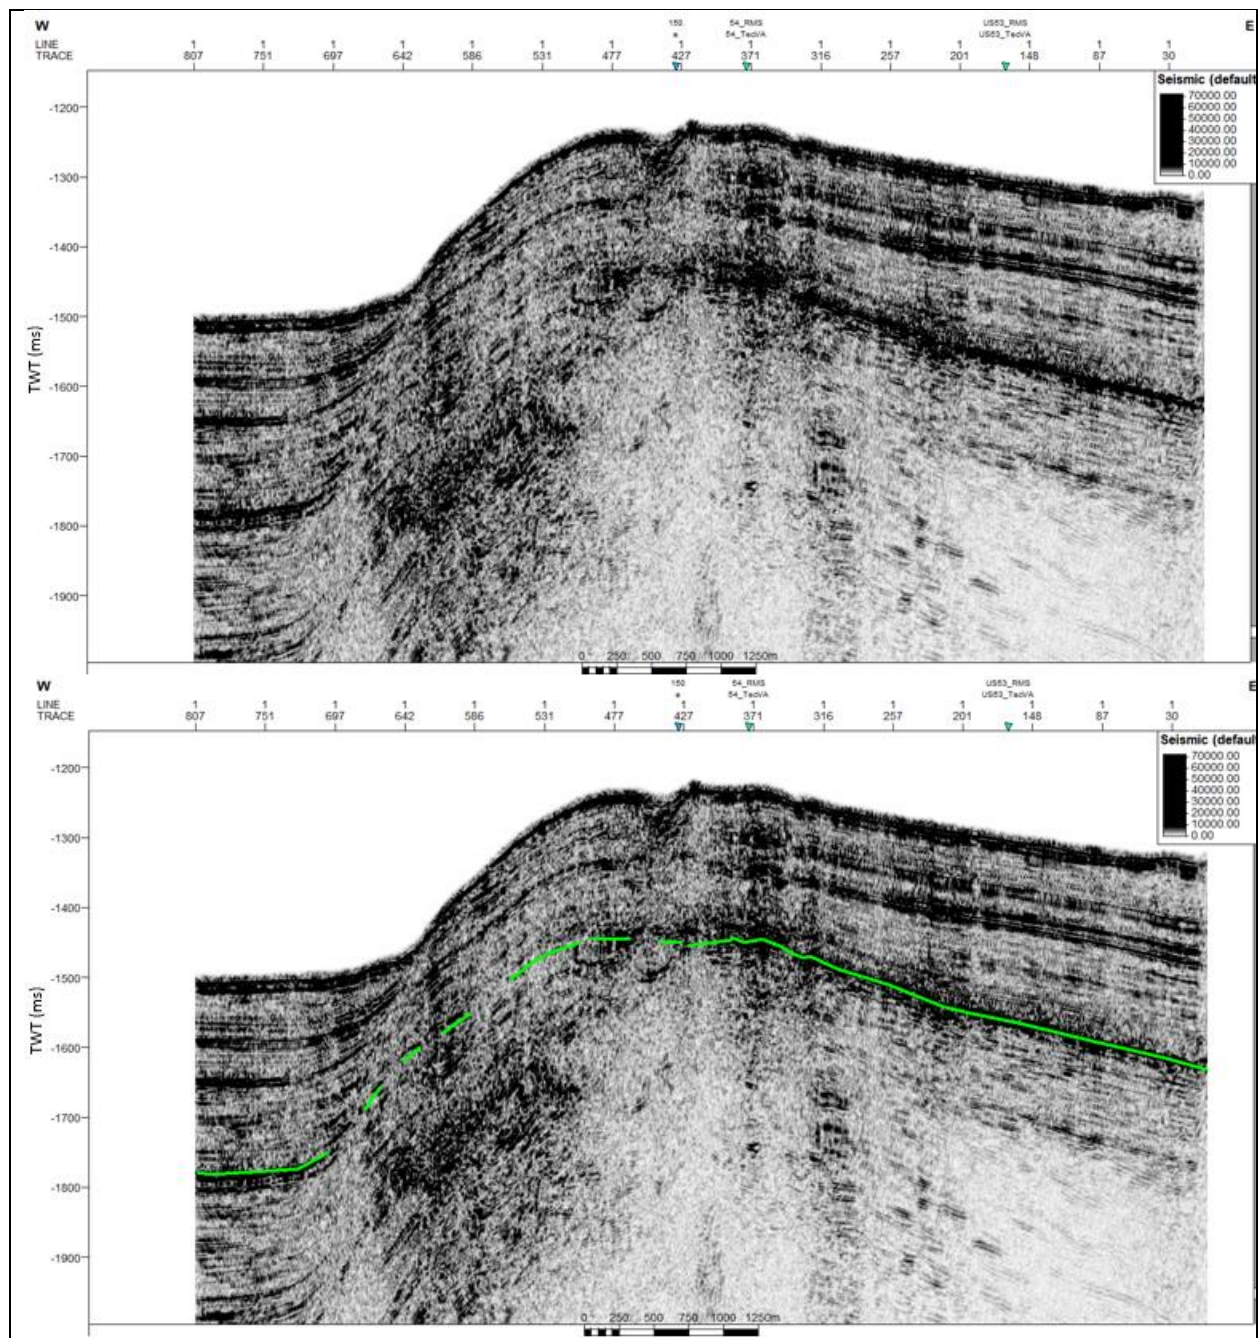 W E
150 54_RMS US53_RMS
e 54_TecVA US53_TecVA
LINE 1 1 1 1 1 1 1 1 1 1 1 1 1 1 1
TRACE 807 751 697 642 586 531 477 427 371 316 257 201 148 87 30
Seismic (default
70000.00
60000.00
50000.00
40000.00
30000.00
20000.00
10000.00
0.00
-1200
-1300
-1400
-1500
TWT (ms)
-1600
-1700
-1800
-1900
0 250 500 750 1000 1250m
W E
150 54_RMS US53_RMS
e 54_TecVA US53_TecVA
LINE 1 1 1 1 1 1 1 1 1 1 1 1 1 1 1
TRACE 807 751 697 642 586 531 477 427 371 316 257 201 148 87 30
Seismic (default
70000.00
60000.00
50000.00
40000.00
30000.00
20000.00
10000.00
0.00
-1200
-1300
-1400
-1500
TWT (ms)
-1600
-1700
-1800
-1900
0 250 500 750 1000 1250m